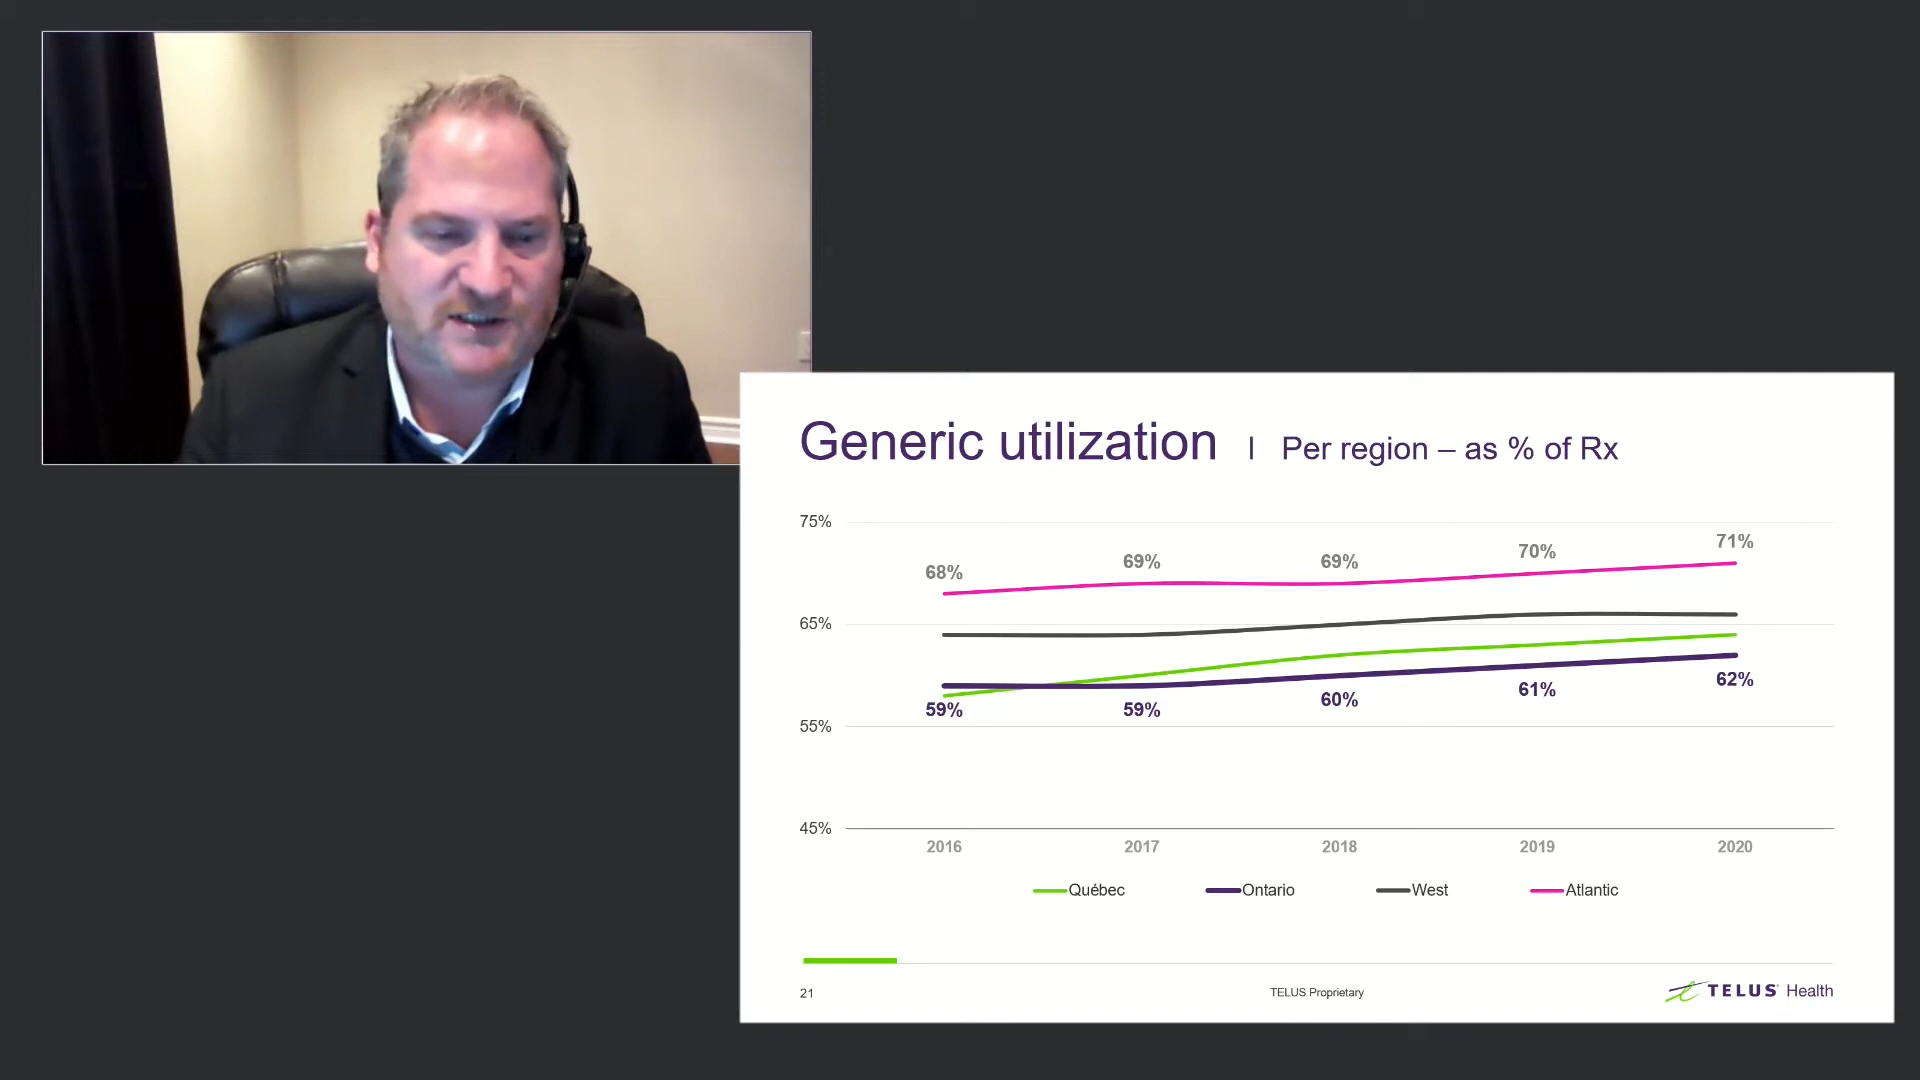 Generic utilization | Per region – as % of Rx
75%
65%
55%
45%
68% 69% 69% 70% 71%
59% 59% 60% 61% 62%
2016 2017 2018 2019 2020
Québec Ontario West Atlantic
21 TELUS Proprietary TELUS Health